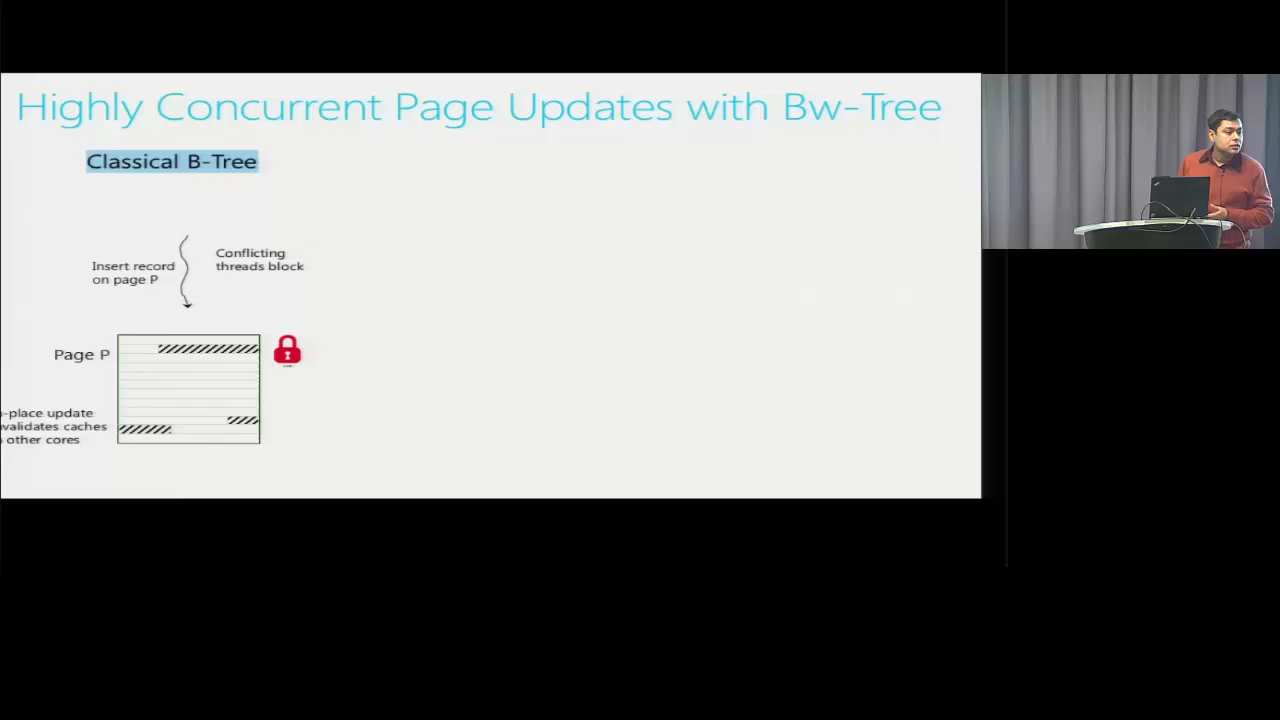 Highly Concurrent Page Updates with Bw-Tree
Classical B-Tree
Insert record
on page P
Conflicting
threads block
Page P
-place update
validates caches
other cores